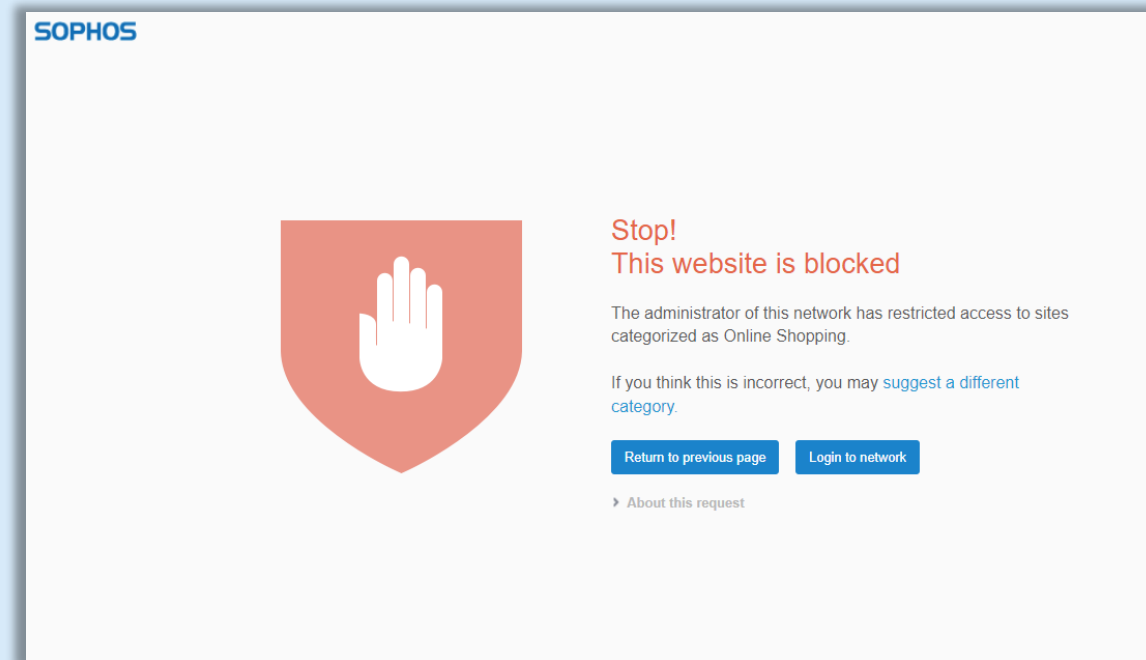 SOPHOS
Stop!
This website is blocked
The administrator of this network has restricted access to sites
categorized as Online Shopping.
If you think this is incorrect, you may suggest a different
category.
Return to previous page
Login to network
About this request